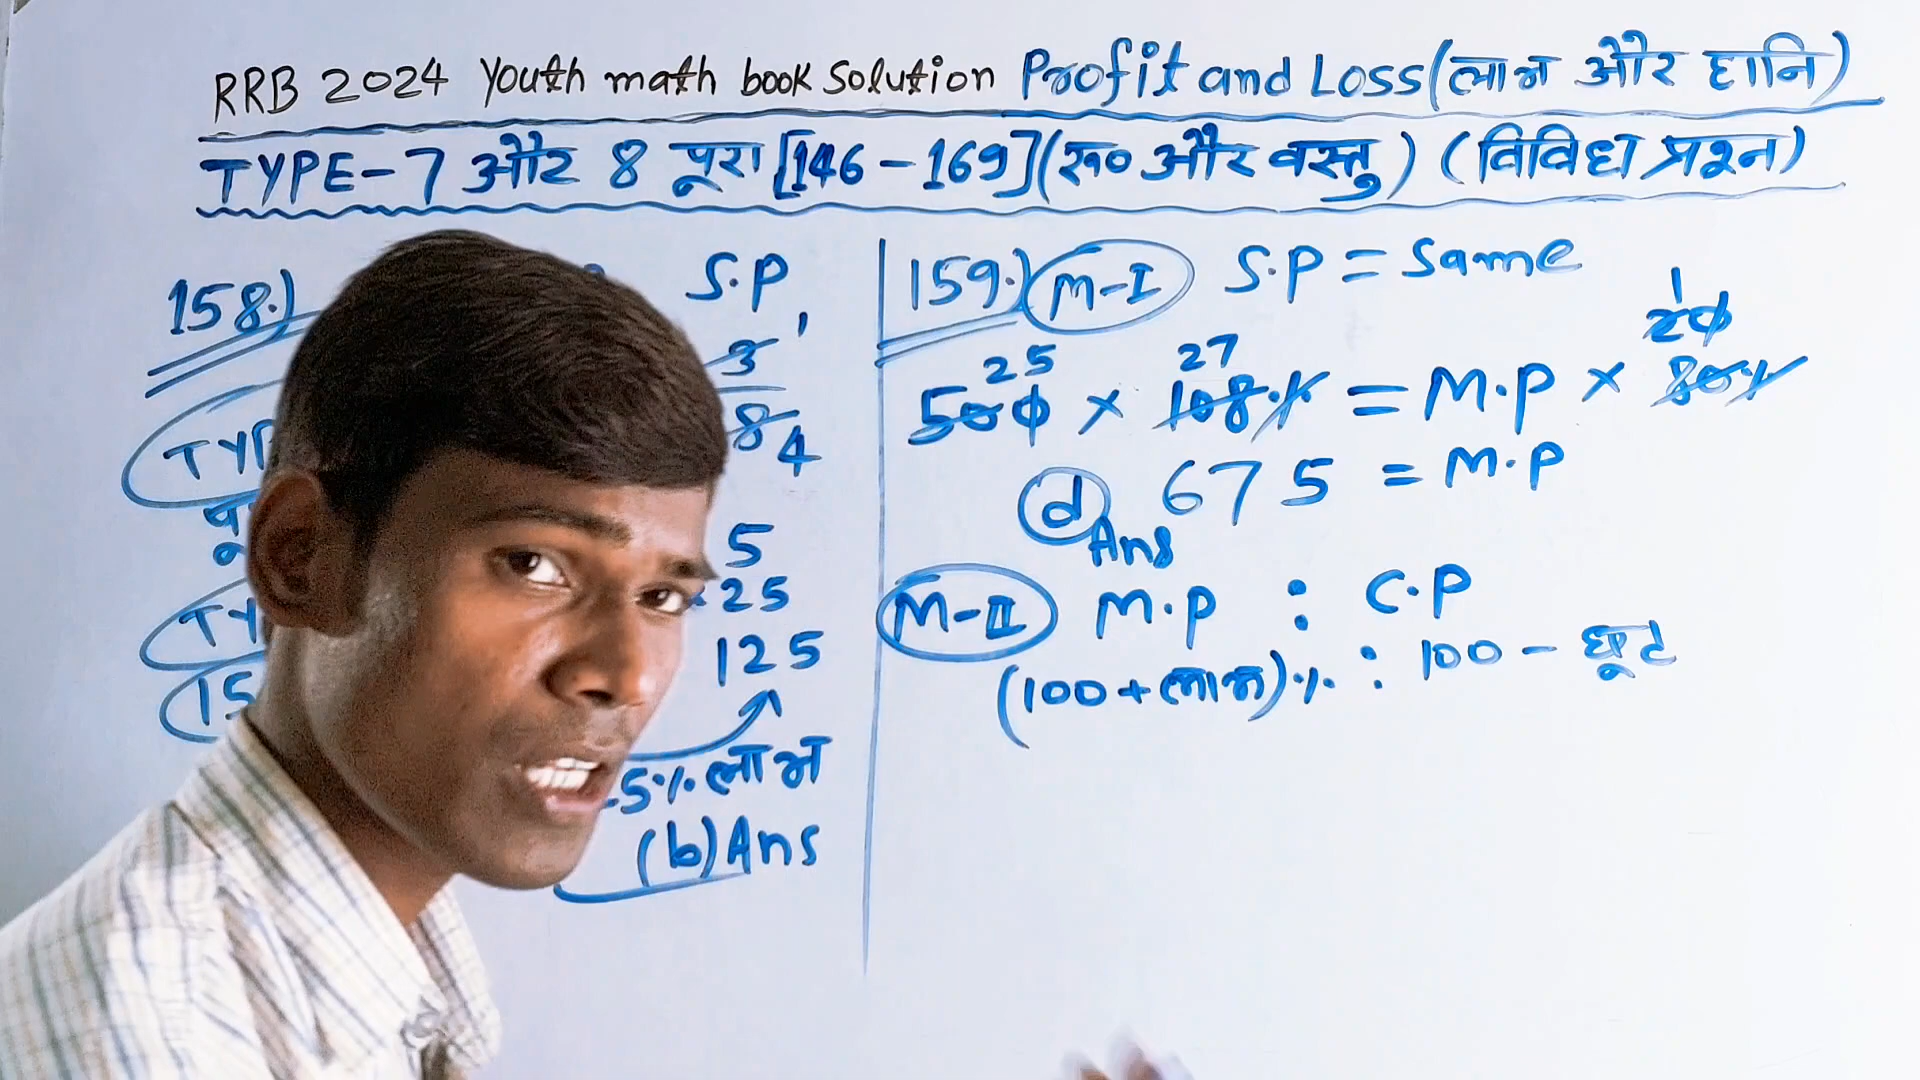 RRB 2024 Youth math book Solution Profit and Loss (लाभ और हानि)
TYPE-7 और 8 पूरा [146-169] (रू० और वस्तु) (विविध प्रश्न)
158.)
S.P
3 1
8 4
5
25
125
5% लाभ
(b) Ans
159.) M-I S.P = Same
25 27 1
20
500 × 108% = M.P × 80%
d Ans 675 = M.P
M-II M.P : C.P
(100+लाभ)% : 100 - छूट